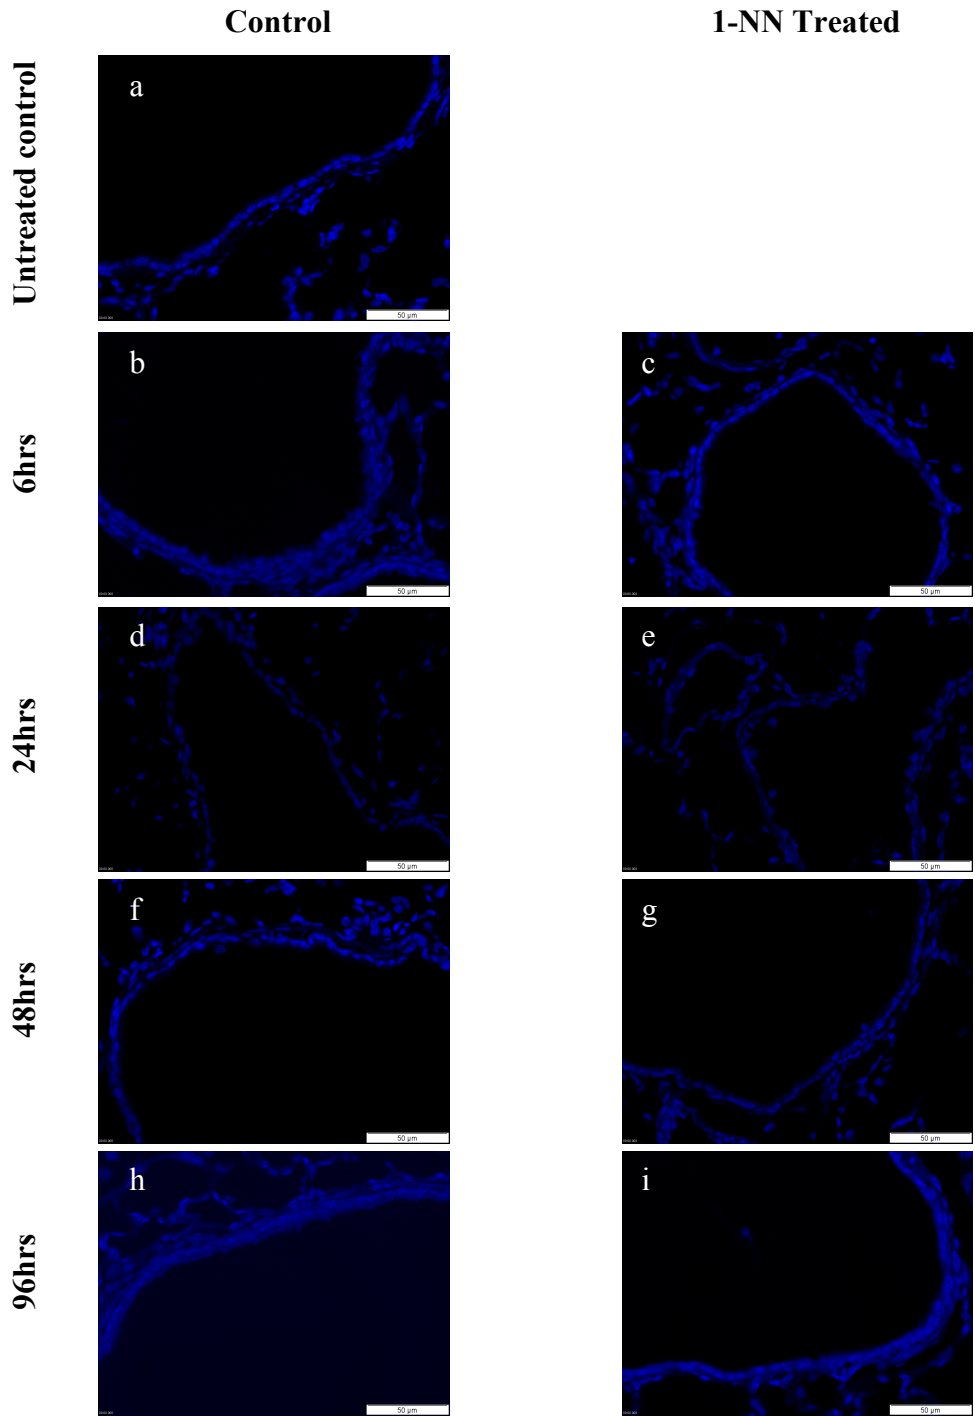 Control 1-NN Treated
Untreated control
a
50 µm
6hrs
b
50 µm
c
50 µm
24hrs
d
50 µm
e
50 µm
48hrs
f
50 µm
g
50 µm
96hrs
h
50 µm
i
50 µm